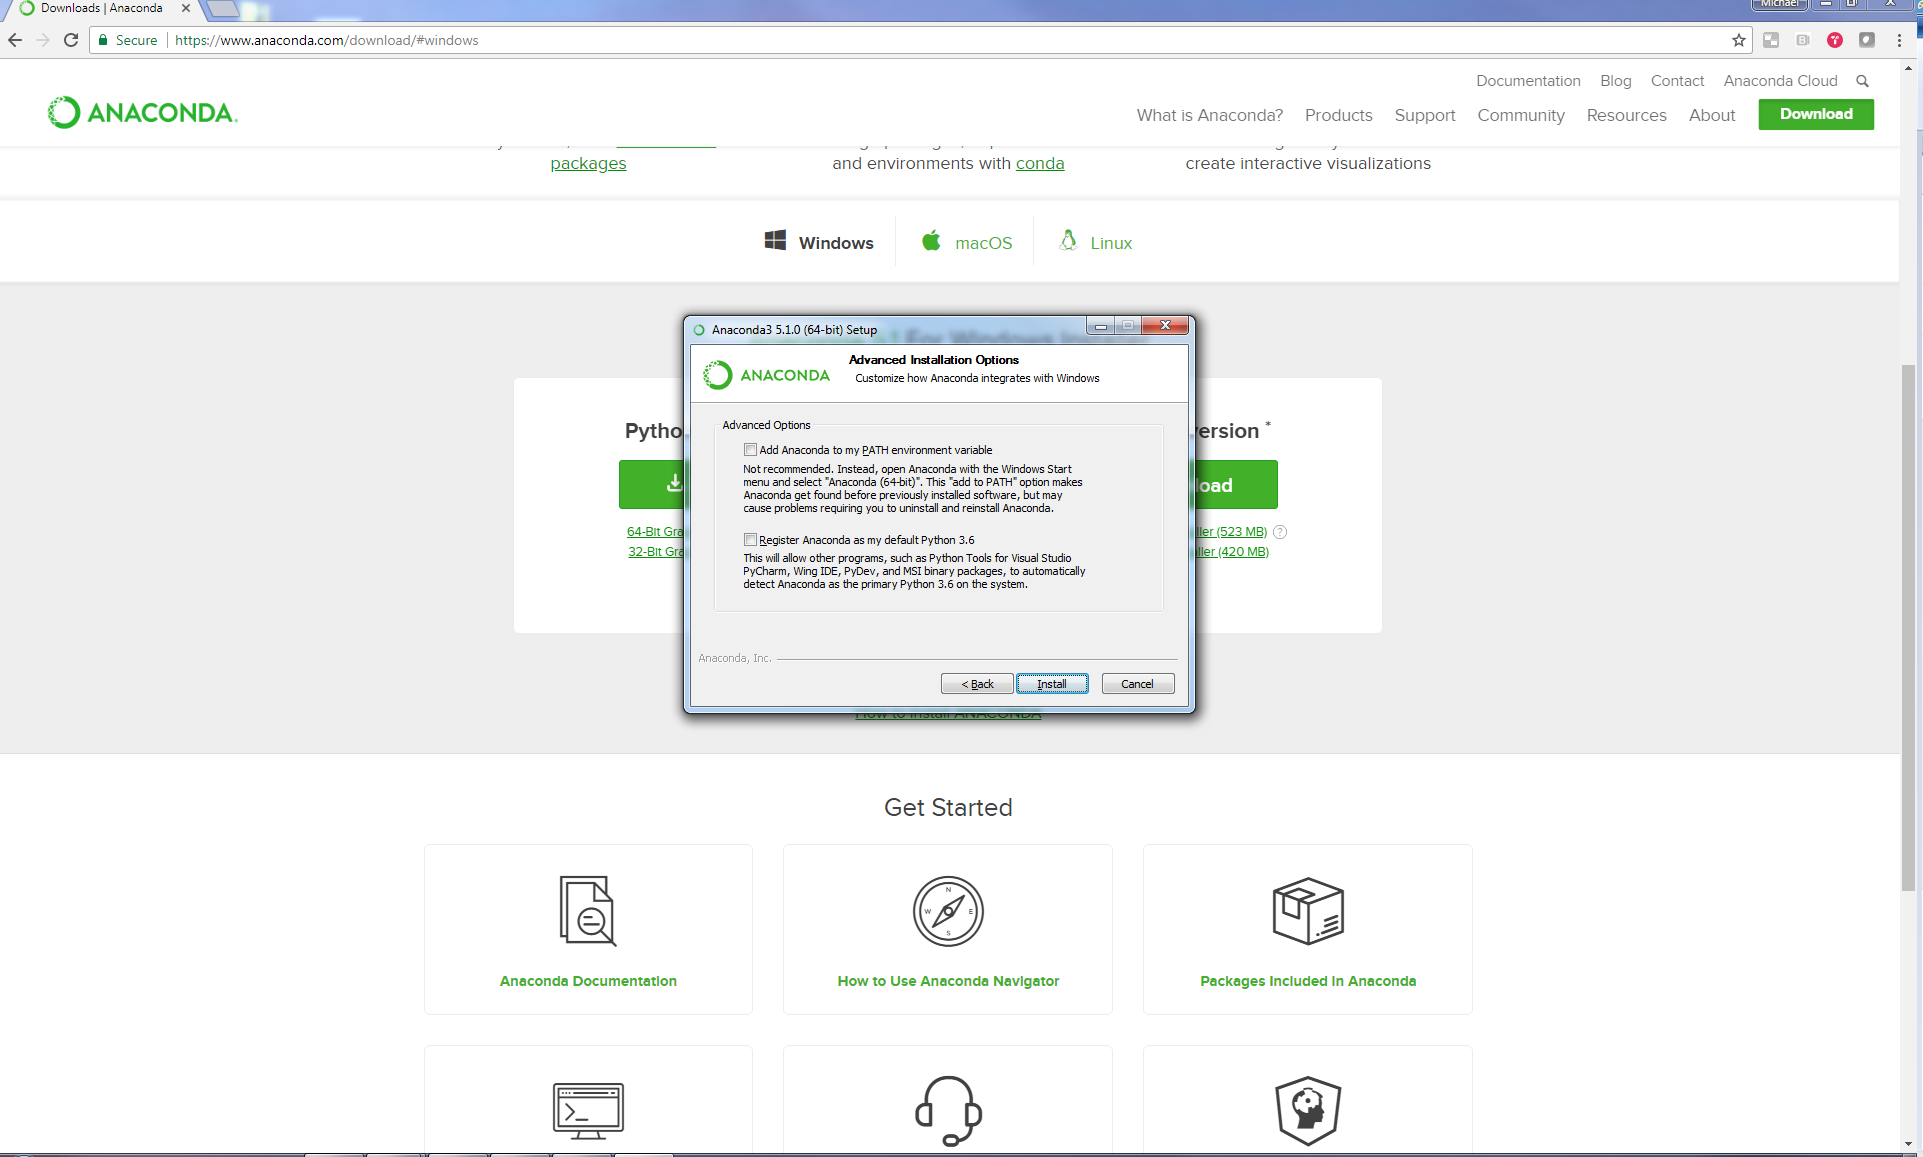 Downloads | Anaconda
Michael
Secure
https://www.anaconda.com/download/#windows
Documentation
Blog
Contact
Anaconda Cloud
ANACONDA.
What is Anaconda?
Products
Support
Community
Resources
About
Download
packages
and environments with conda
create interactive visualizations
Windows
macOS
Linux
Anaconda3 5.1.0 (64-bit) Setup
ANACONDA
Advanced Installation Options
Customize how Anaconda integrates with Windows
Advanced Options
Add Anaconda to my PATH environment variable
Not recommended. Instead, open Anaconda with the Windows Start
menu and select "Anaconda (64-bit)". This "add to PATH" option makes
Anaconda get found before previously installed software, but may
cause problems requiring you to uninstall and reinstall Anaconda.
Register Anaconda as my default Python 3.6
This will allow other programs, such as Python Tools for Visual Studio
PyCharm, Wing IDE, PyDev, and MSI binary packages, to automatically
detect Anaconda as the primary Python 3.6 on the system.
Anaconda, Inc.
< Back
Install
Cancel
Pytho
ersion *
oad
64-Bit Gra
ller (523 MB) ?
32-Bit Gra
ller (420 MB)
How to Install ANACONDA
Get Started
N
W
E
S
Anaconda Documentation
How to Use Anaconda Navigator
Packages Included in Anaconda
>_